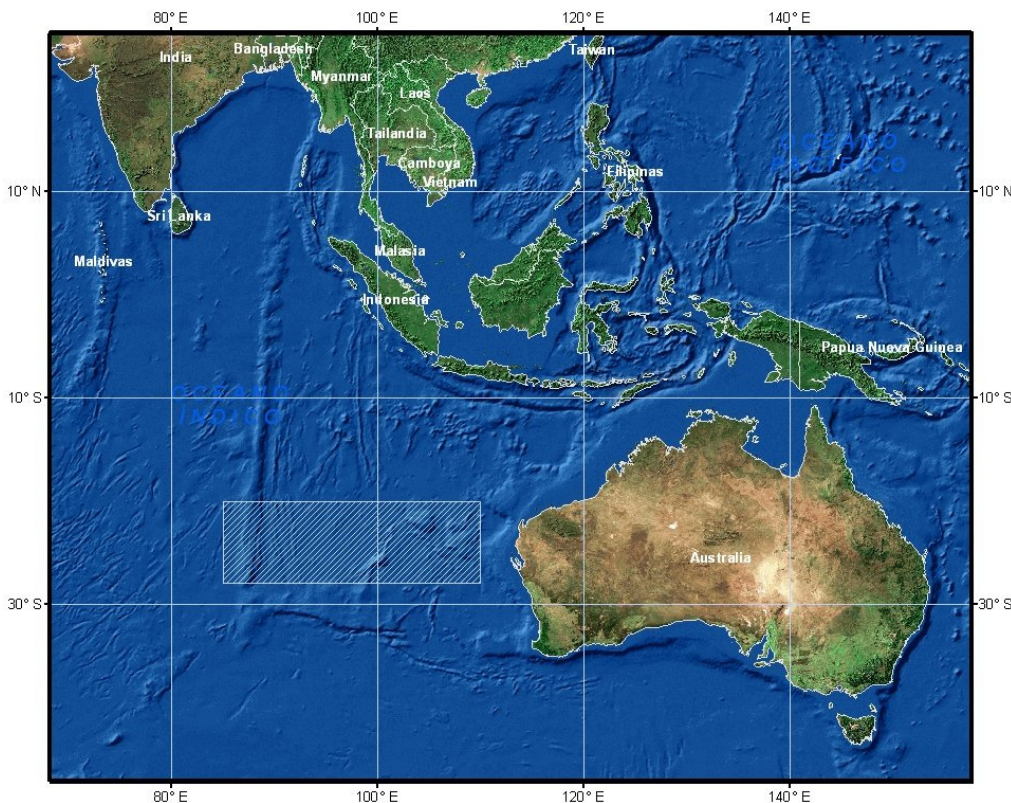 80° E
100° E
120° E
140° E
India
Bangladesh
Taiwan
Myanmar
Laos
Tailandia
Camboya
Vietnam
Filipinas
OCEANO
PACIFICO
10° N
10° N
Sri Lanka
Maldivas
Malasia
Indonesia
Papua Nueva Guinea
OCEANO
INDICO
10° S
10° S
Australia
30° S
30° S
80° E
100° E
120° E
140° E